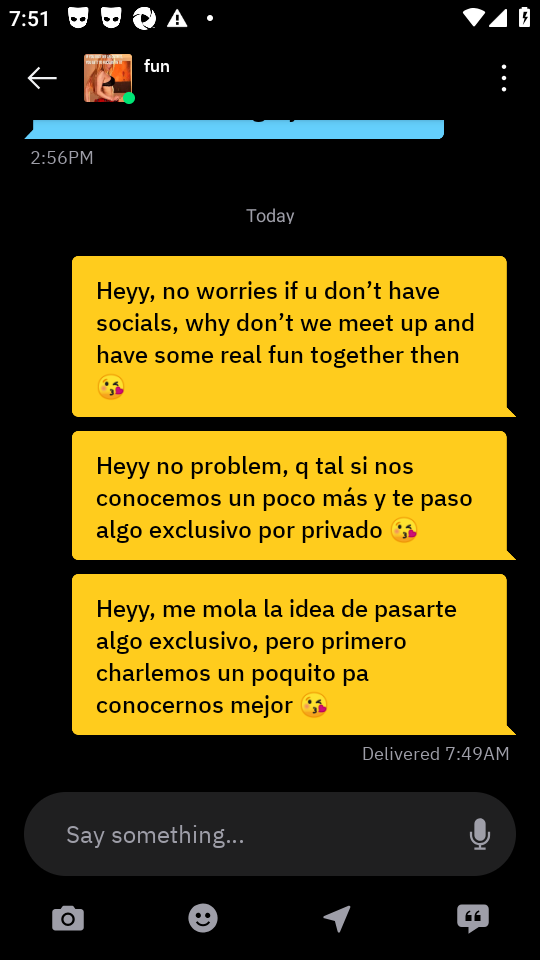 7:51
fun
2:56PM
Today
Heyy, no worries if u don’t have
socials, why don’t we meet up and
have some real fun together then
😘
Heyy no problem, q tal si nos
conocemos un poco más y te paso
algo exclusivo por privado 😘
Heyy, me mola la idea de pasarte
algo exclusivo, pero primero
charlemos un poquito pa
conocernos mejor 😘
Delivered 7:49AM
Say something...